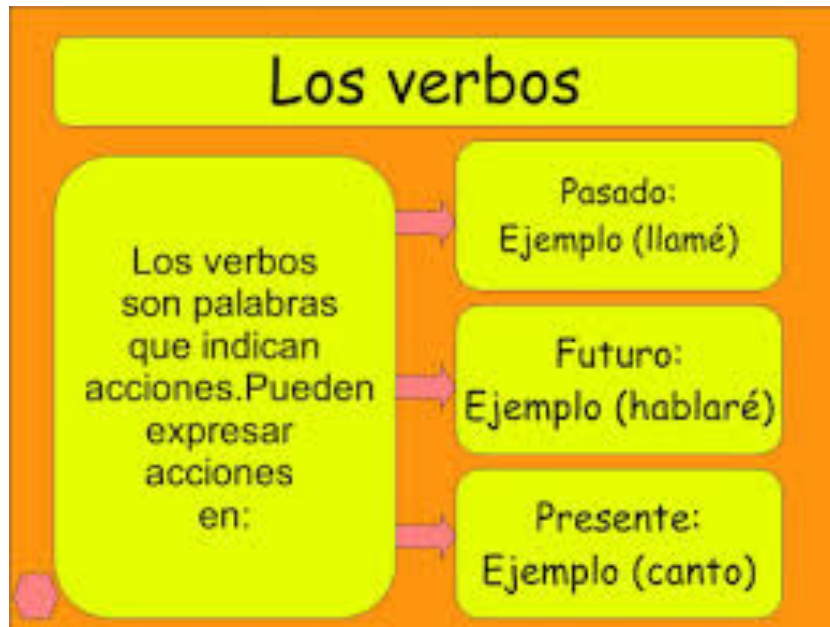 Los verbos
Los verbos
son palabras
que indican
acciones.Pueden
expresar
acciones
en:
Pasado:
Ejemplo (llamé)
Futuro:
Ejemplo (hablaré)
Presente:
Ejemplo (canto)